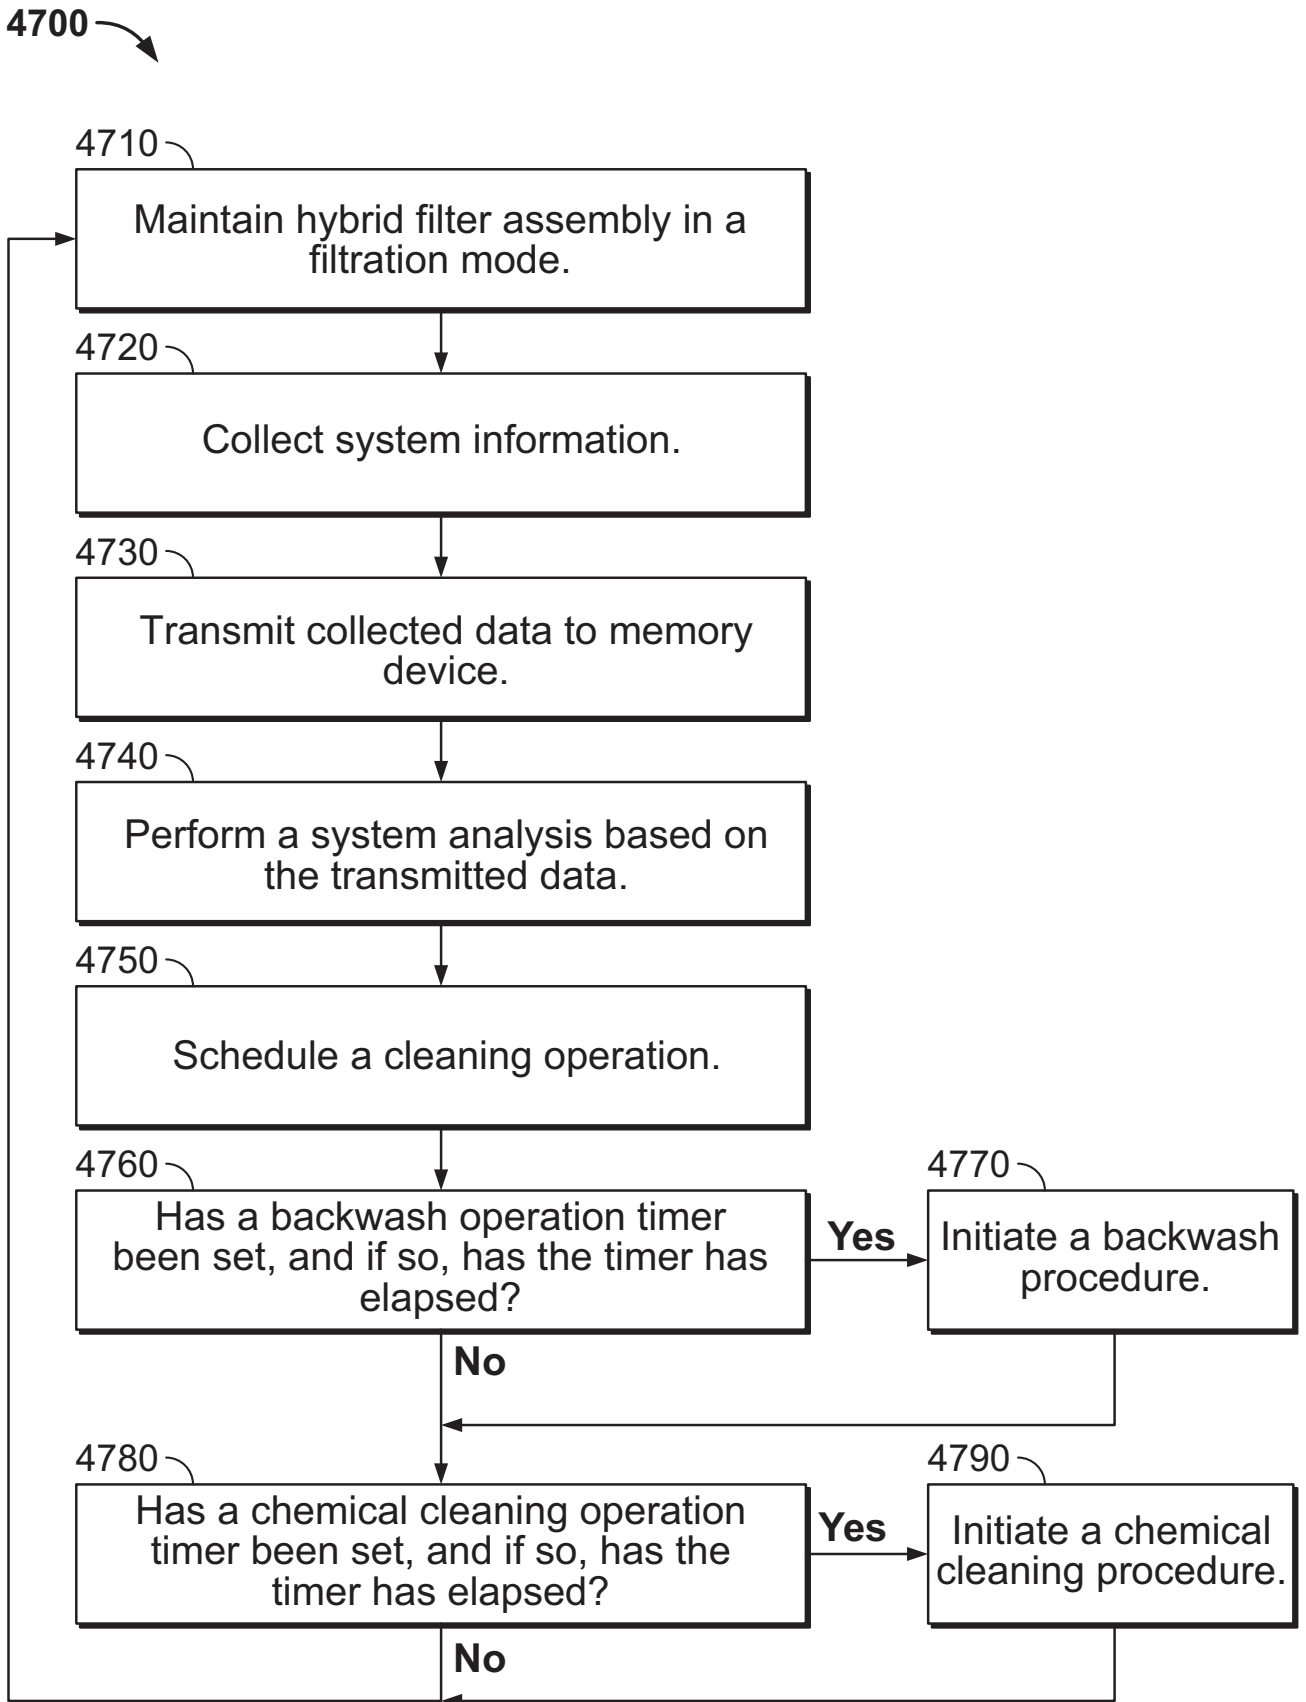 4700
4710
Maintain hybrid filter assembly in a
filtration mode.
4720
Collect system information.
4730
Transmit collected data to memory
device.
4740
Perform a system analysis based on
the transmitted data.
4750
Schedule a cleaning operation.
4760
Has a backwash operation timer
been set, and if so, has the timer has
elapsed?
Yes
4770
Initiate a backwash
procedure.
No
4780
Has a chemical cleaning operation
timer been set, and if so, has the
timer has elapsed?
Yes
4790
Initiate a chemical
cleaning procedure.
No